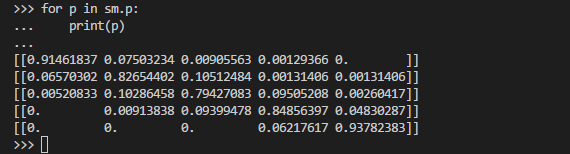 >>> for p in sm.p:
...     print(p)
...
[[0.91461837 0.07503234 0.00905563 0.00129366 0.        ]]
[[0.06570302 0.82654402 0.10512484 0.00131406 0.00131406]]
[[0.00520833 0.10286458 0.79427083 0.09505208 0.00260417]]
[[0.         0.00913838 0.09399478 0.84856397 0.04830287]]
[[0.         0.         0.         0.06217617 0.93782383]]
>>>